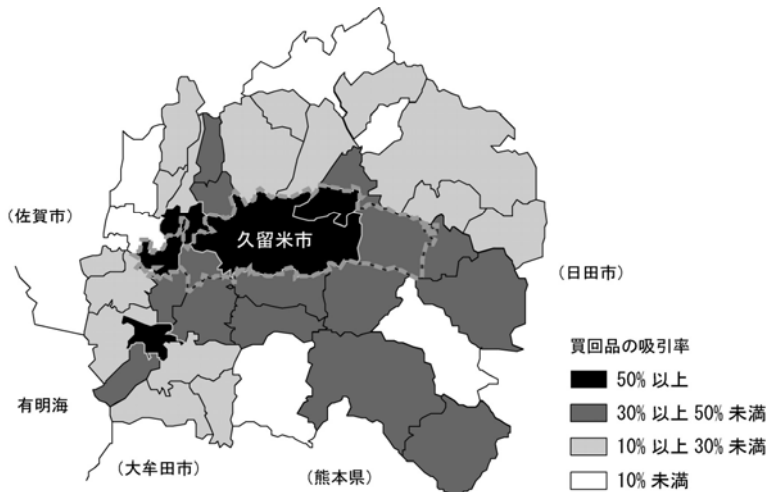 (佐賀市)
久留米市
(日田市)
有明海
(大牟田市)
(熊本県)
買回品の吸引率
50% 以上
30% 以上 50% 未満
10% 以上 30% 未満
10% 未満